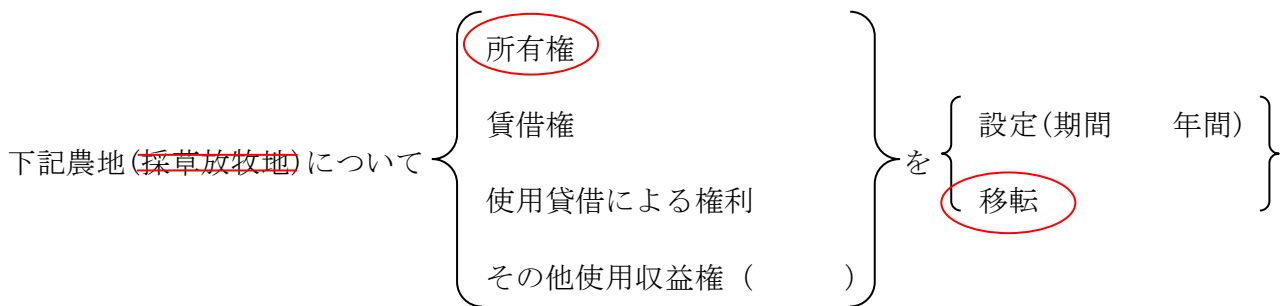 下記農地(採草放牧地)について
所有権
賃借権
使用貸借による権利
その他使用収益権(　　　)
を
設定(期間　　年間)
移転